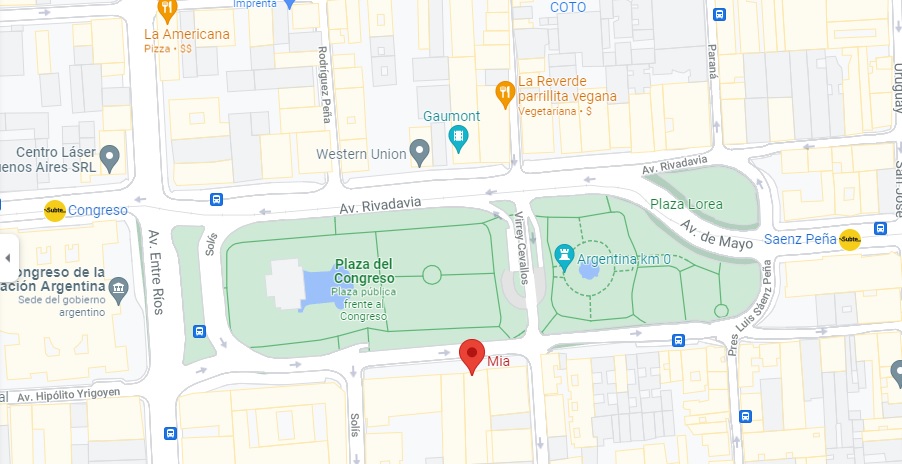 Imprenta
COTO
La Americana
Pizza • $$
Rodríguez Peña
Paraná
Uruguay
La Reverde
parrillita vegana
Vegetariana • $
Gaumont
Western Union
Centro Láser
uenos Aires SRL
Av. Rivadavia
San José
Subte
Congreso
Av. Rivadavia
Plaza Lorea
Av. de Mayo
Saenz Peña
Subte
Av. Entre Ríos
Solís
Virrey Cevallos
Plaza del
Congreso
Plaza pública
frente al
Congreso
Argentina km 0
ongreso de la
ación Argentina
Sede del gobierno
argentino
Pres. Luis Sáenz Peña
Mia
al
Av. Hipólito Yrigoyen
Solís